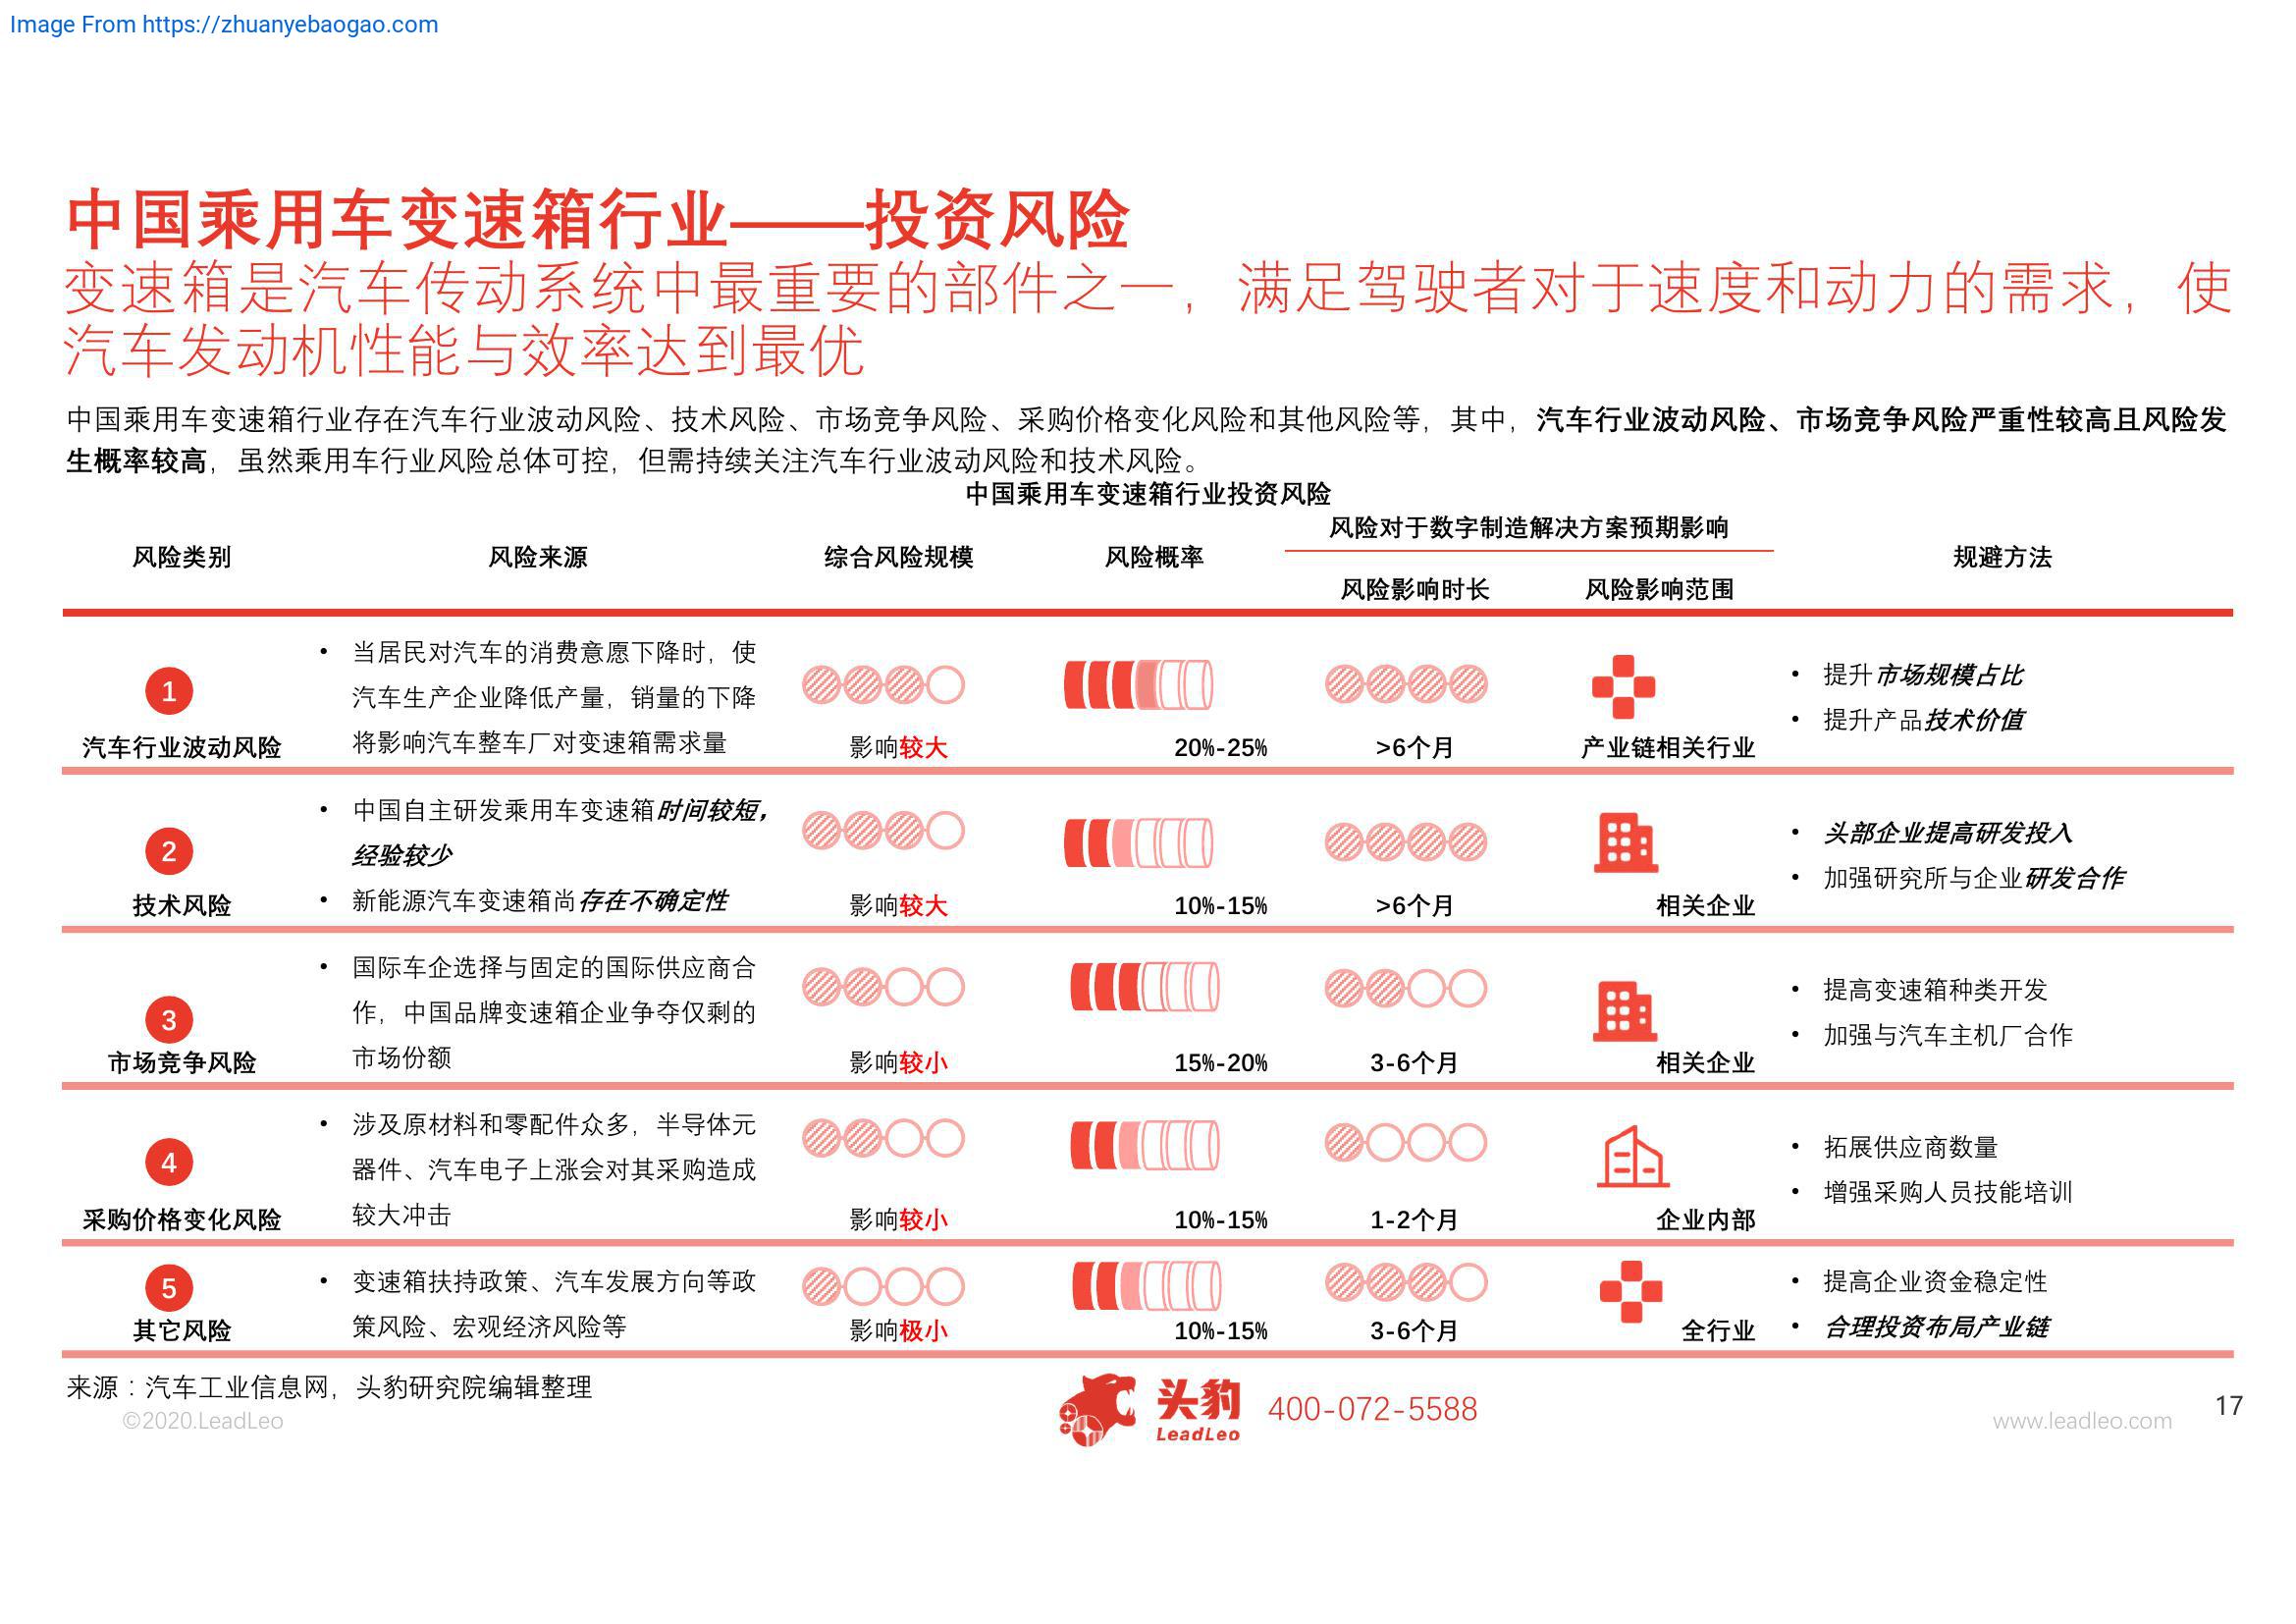 Image From https://zhuanyebaogao.com
中国乘用车变速箱行业——投资风险
变速箱是汽车传动系统中最重要的部件之一，满足驾驶者对于速度和动力的需求，使
汽车发动机性能与效率达到最优
中国乘用车变速箱行业存在汽车行业波动风险、技术风险、市场竞争风险、采购价格变化风险和其他风险等，其中，汽车行业波动风险、市场竞争风险严重性较高且风险发
生概率较高，虽然乘用车行业风险总体可控，但需持续关注汽车行业波动风险和技术风险。
中国乘用车变速箱行业投资风险
风险类别
风险来源
综合风险规模
风险概率
风险对于数字制造解决方案预期影响
风险影响时长
风险影响范围
规避方法
1
汽车行业波动风险
• 当居民对汽车的消费意愿下降时，使
汽车生产企业降低产量，销量的下降
将影响汽车整车厂对变速箱需求量
影响较大
20%-25%
>6个月
产业链相关行业
• 提升市场规模占比
• 提升产品技术价值
2
技术风险
• 中国自主研发乘用车变速箱时间较短，
经验较少
• 新能源汽车变速箱尚存在不确定性
影响较大
10%-15%
>6个月
相关企业
• 头部企业提高研发投入
• 加强研究所与企业研发合作
3
市场竞争风险
• 国际车企选择与固定的国际供应商合
作，中国品牌变速箱企业争夺仅剩的
市场份额
影响较小
15%-20%
3-6个月
相关企业
• 提高变速箱种类开发
• 加强与汽车主机厂合作
4
采购价格变化风险
• 涉及原材料和零配件众多，半导体元
器件、汽车电子上涨会对其采购造成
较大冲击
影响较小
10%-15%
1-2个月
企业内部
• 拓展供应商数量
• 增强采购人员技能培训
5
其它风险
• 变速箱扶持政策、汽车发展方向等政
策风险、宏观经济风险等
影响极小
10%-15%
3-6个月
全行业
• 提高企业资金稳定性
• 合理投资布局产业链
来源：汽车工业信息网，头豹研究院编辑整理
©2020.LeadLeo
头豹
LeadLeo
400-072-5588
www.leadleo.com
17